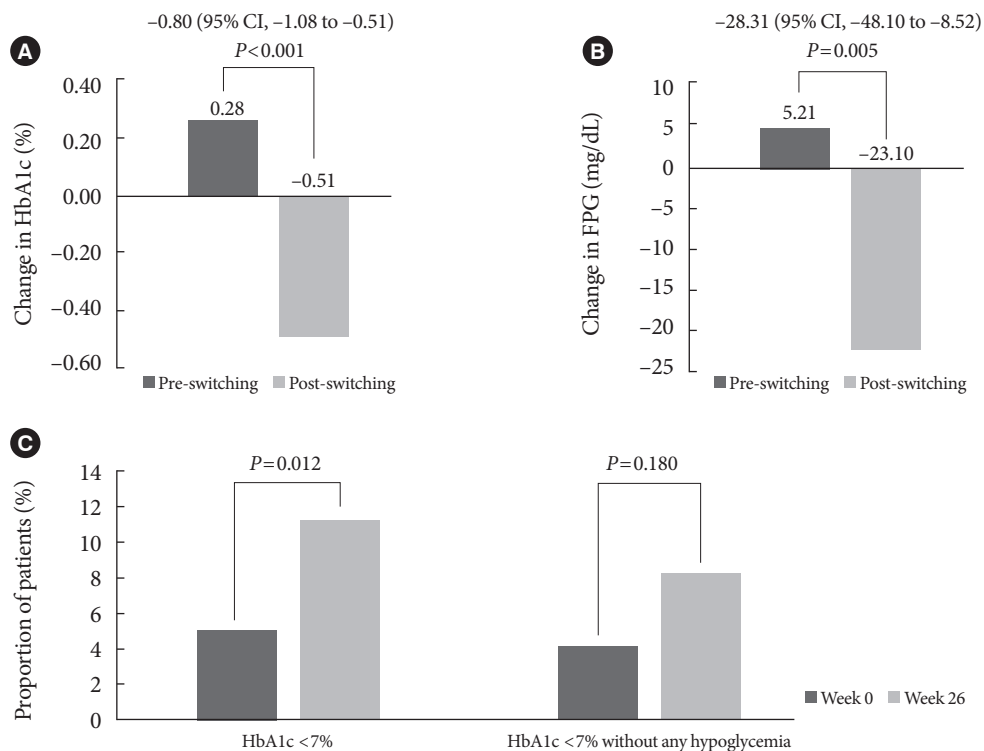 –0.80 (95% CI, –1.08 to –0.51)
A
P<0.001
0.40
0.20
0.00
–0.20
–0.40
–0.60
Change in HbA1c (%)
0.28
–0.51
Pre-switching
Post-switching
–28.31 (95% CI, –48.10 to –8.52)
B
P=0.005
10
5
0
–5
–10
–15
–20
–25
Change in FPG (mg/dL)
5.21
–23.10
Pre-switching
Post-switching
C
14
12
10
8
6
4
2
0
Proportion of patients (%)
P=0.012
P=0.180
HbA1c <7%
HbA1c <7% without any hypoglycemia
Week 0
Week 26